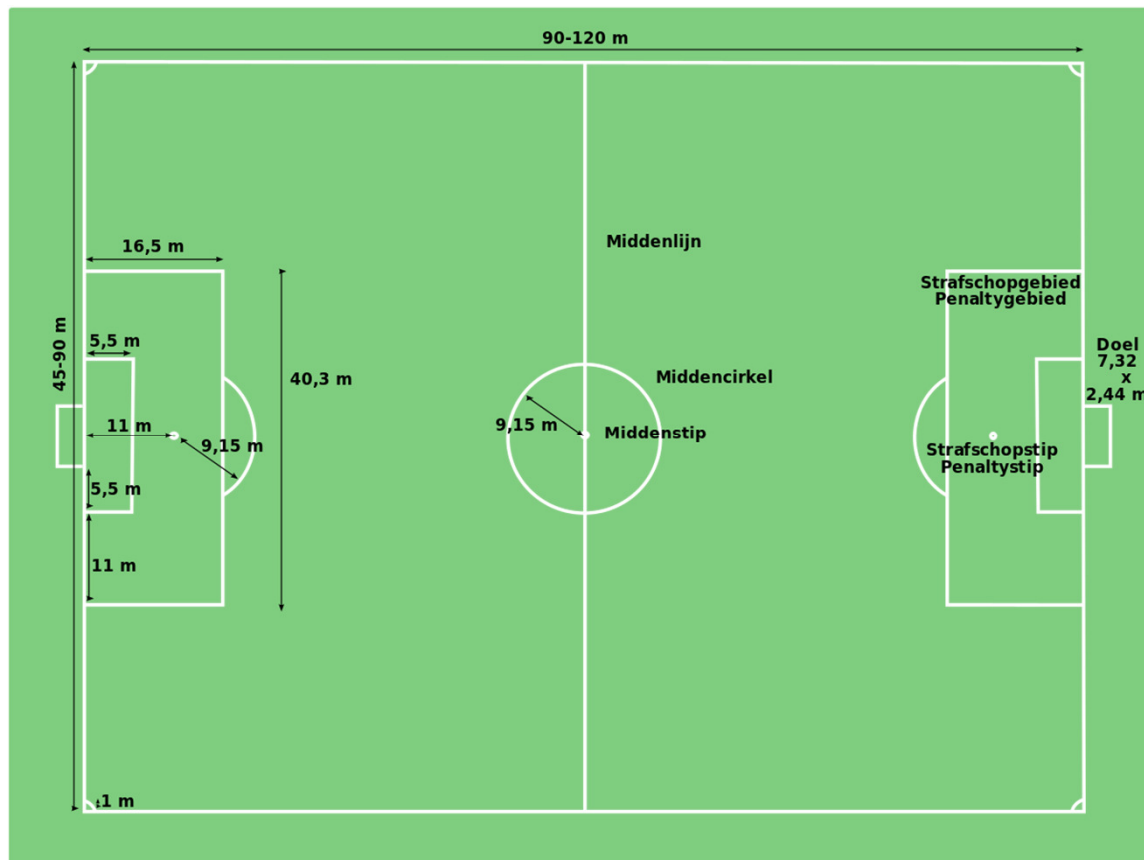 90-120 m
Middenlijn
16,5 m
Strafschopgebied
Penaltygebied
5,5 m
45-90 m
Doel
7,32
x
2,44 m
40,3 m
Middencirkel
11 m
9,15 m
9,15 m
Middenstip
Strafschopstip
Penaltystip
5,5 m
11 m
1 m